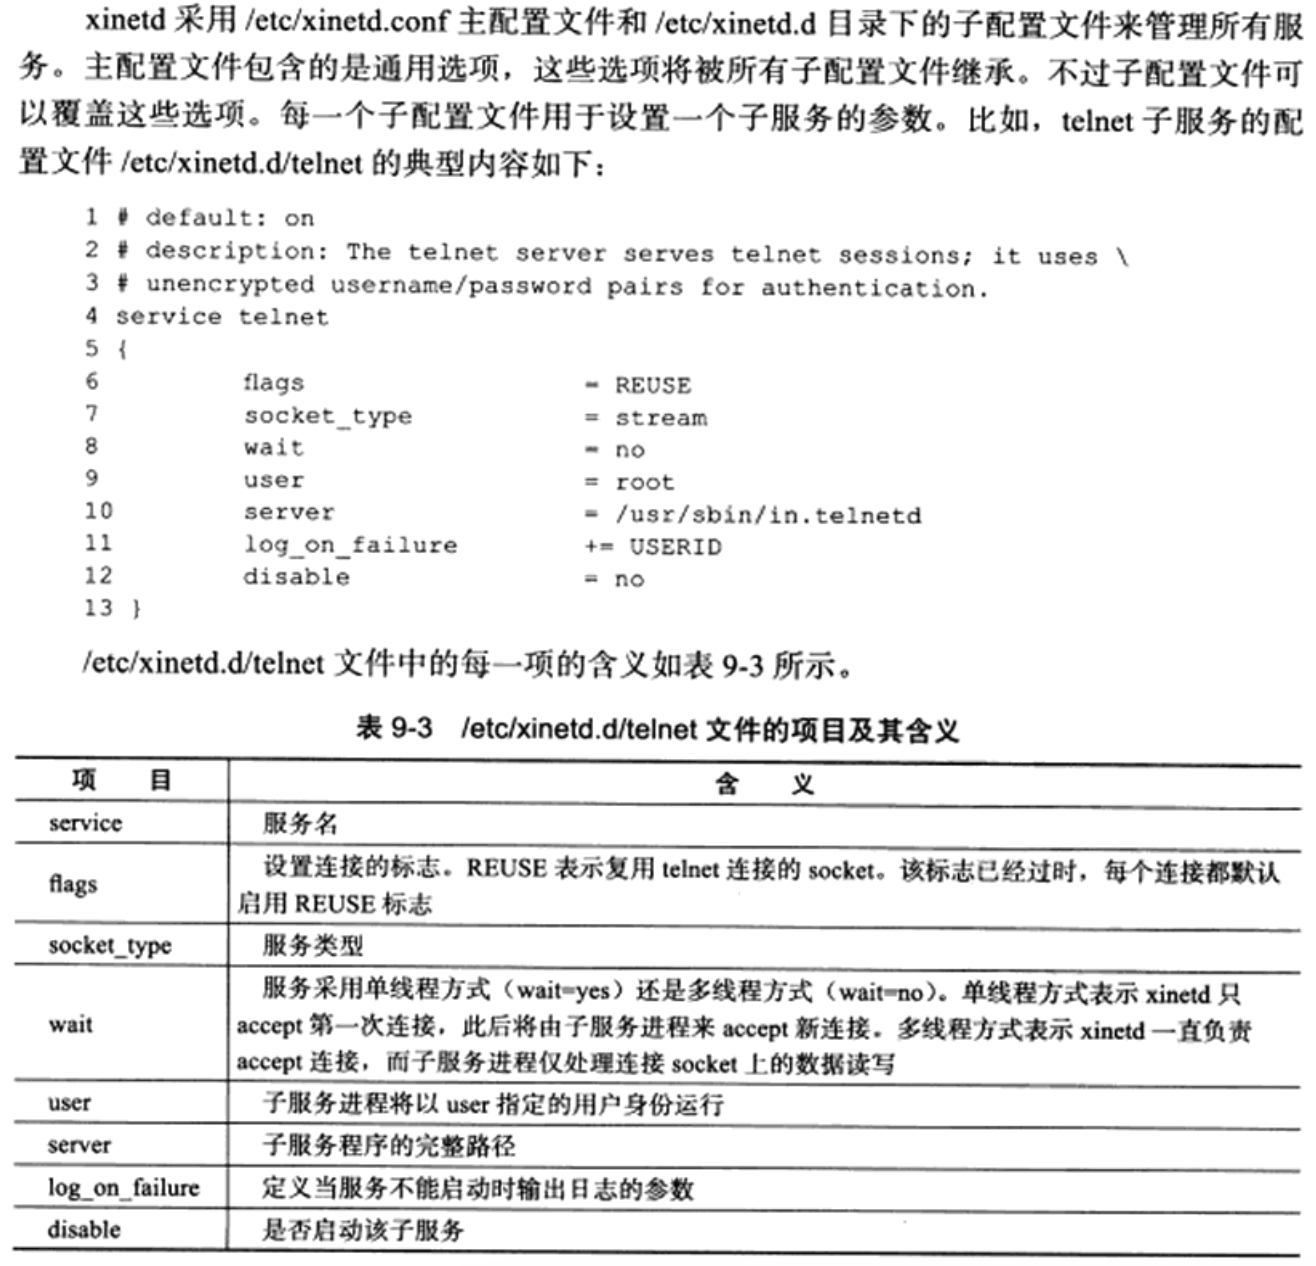 xinetd 采用 /etc/xinetd.conf 主配置文件和 /etc/xinetd.d 目录下的子配置文件来管理所有服
务。主配置文件包含的是通用选项，这些选项将被所有子配置文件继承。不过子配置文件可
以覆盖这些选项。每一个子配置文件用于设置一个子服务的参数。比如，telnet 子服务的配
置文件 /etc/xinetd.d/telnet 的典型内容如下：
1 # default: on
2 # description: The telnet server serves telnet sessions; it uses \
3 # unencrypted username/password pairs for authentication.
4 service telnet
5 {
6 flags = REUSE
7 socket_type = stream
8 wait = no
9 user = root
10 server = /usr/sbin/in.telnetd
11 log_on_failure += USERID
12 disable = no
13 }
/etc/xinetd.d/telnet 文件中的每一项的含义如表 9-3 所示。
表 9-3 /etc/xinetd.d/telnet 文件的项目及其含义
项 目 含 义
service 服务名
flags 设置连接的标志。REUSE 表示复用 telnet 连接的 socket。该标志已经过时，每个连接都默认
启用 REUSE 标志
socket_type 服务类型
wait 服务采用单线程方式（wait=yes）还是多线程方式（wait=no）。单线程方式表示 xinetd 只
accept 第一次连接，此后将由子服务进程来 accept 新连接。多线程方式表示 xinetd 一直负责
accept 连接，而子服务进程仅处理连接 socket 上的数据读写
user 子服务进程将以 user 指定的用户身份运行
server 子服务程序的完整路径
log_on_failure 定义当服务不能启动时输出日志的参数
disable 是否启动该子服务